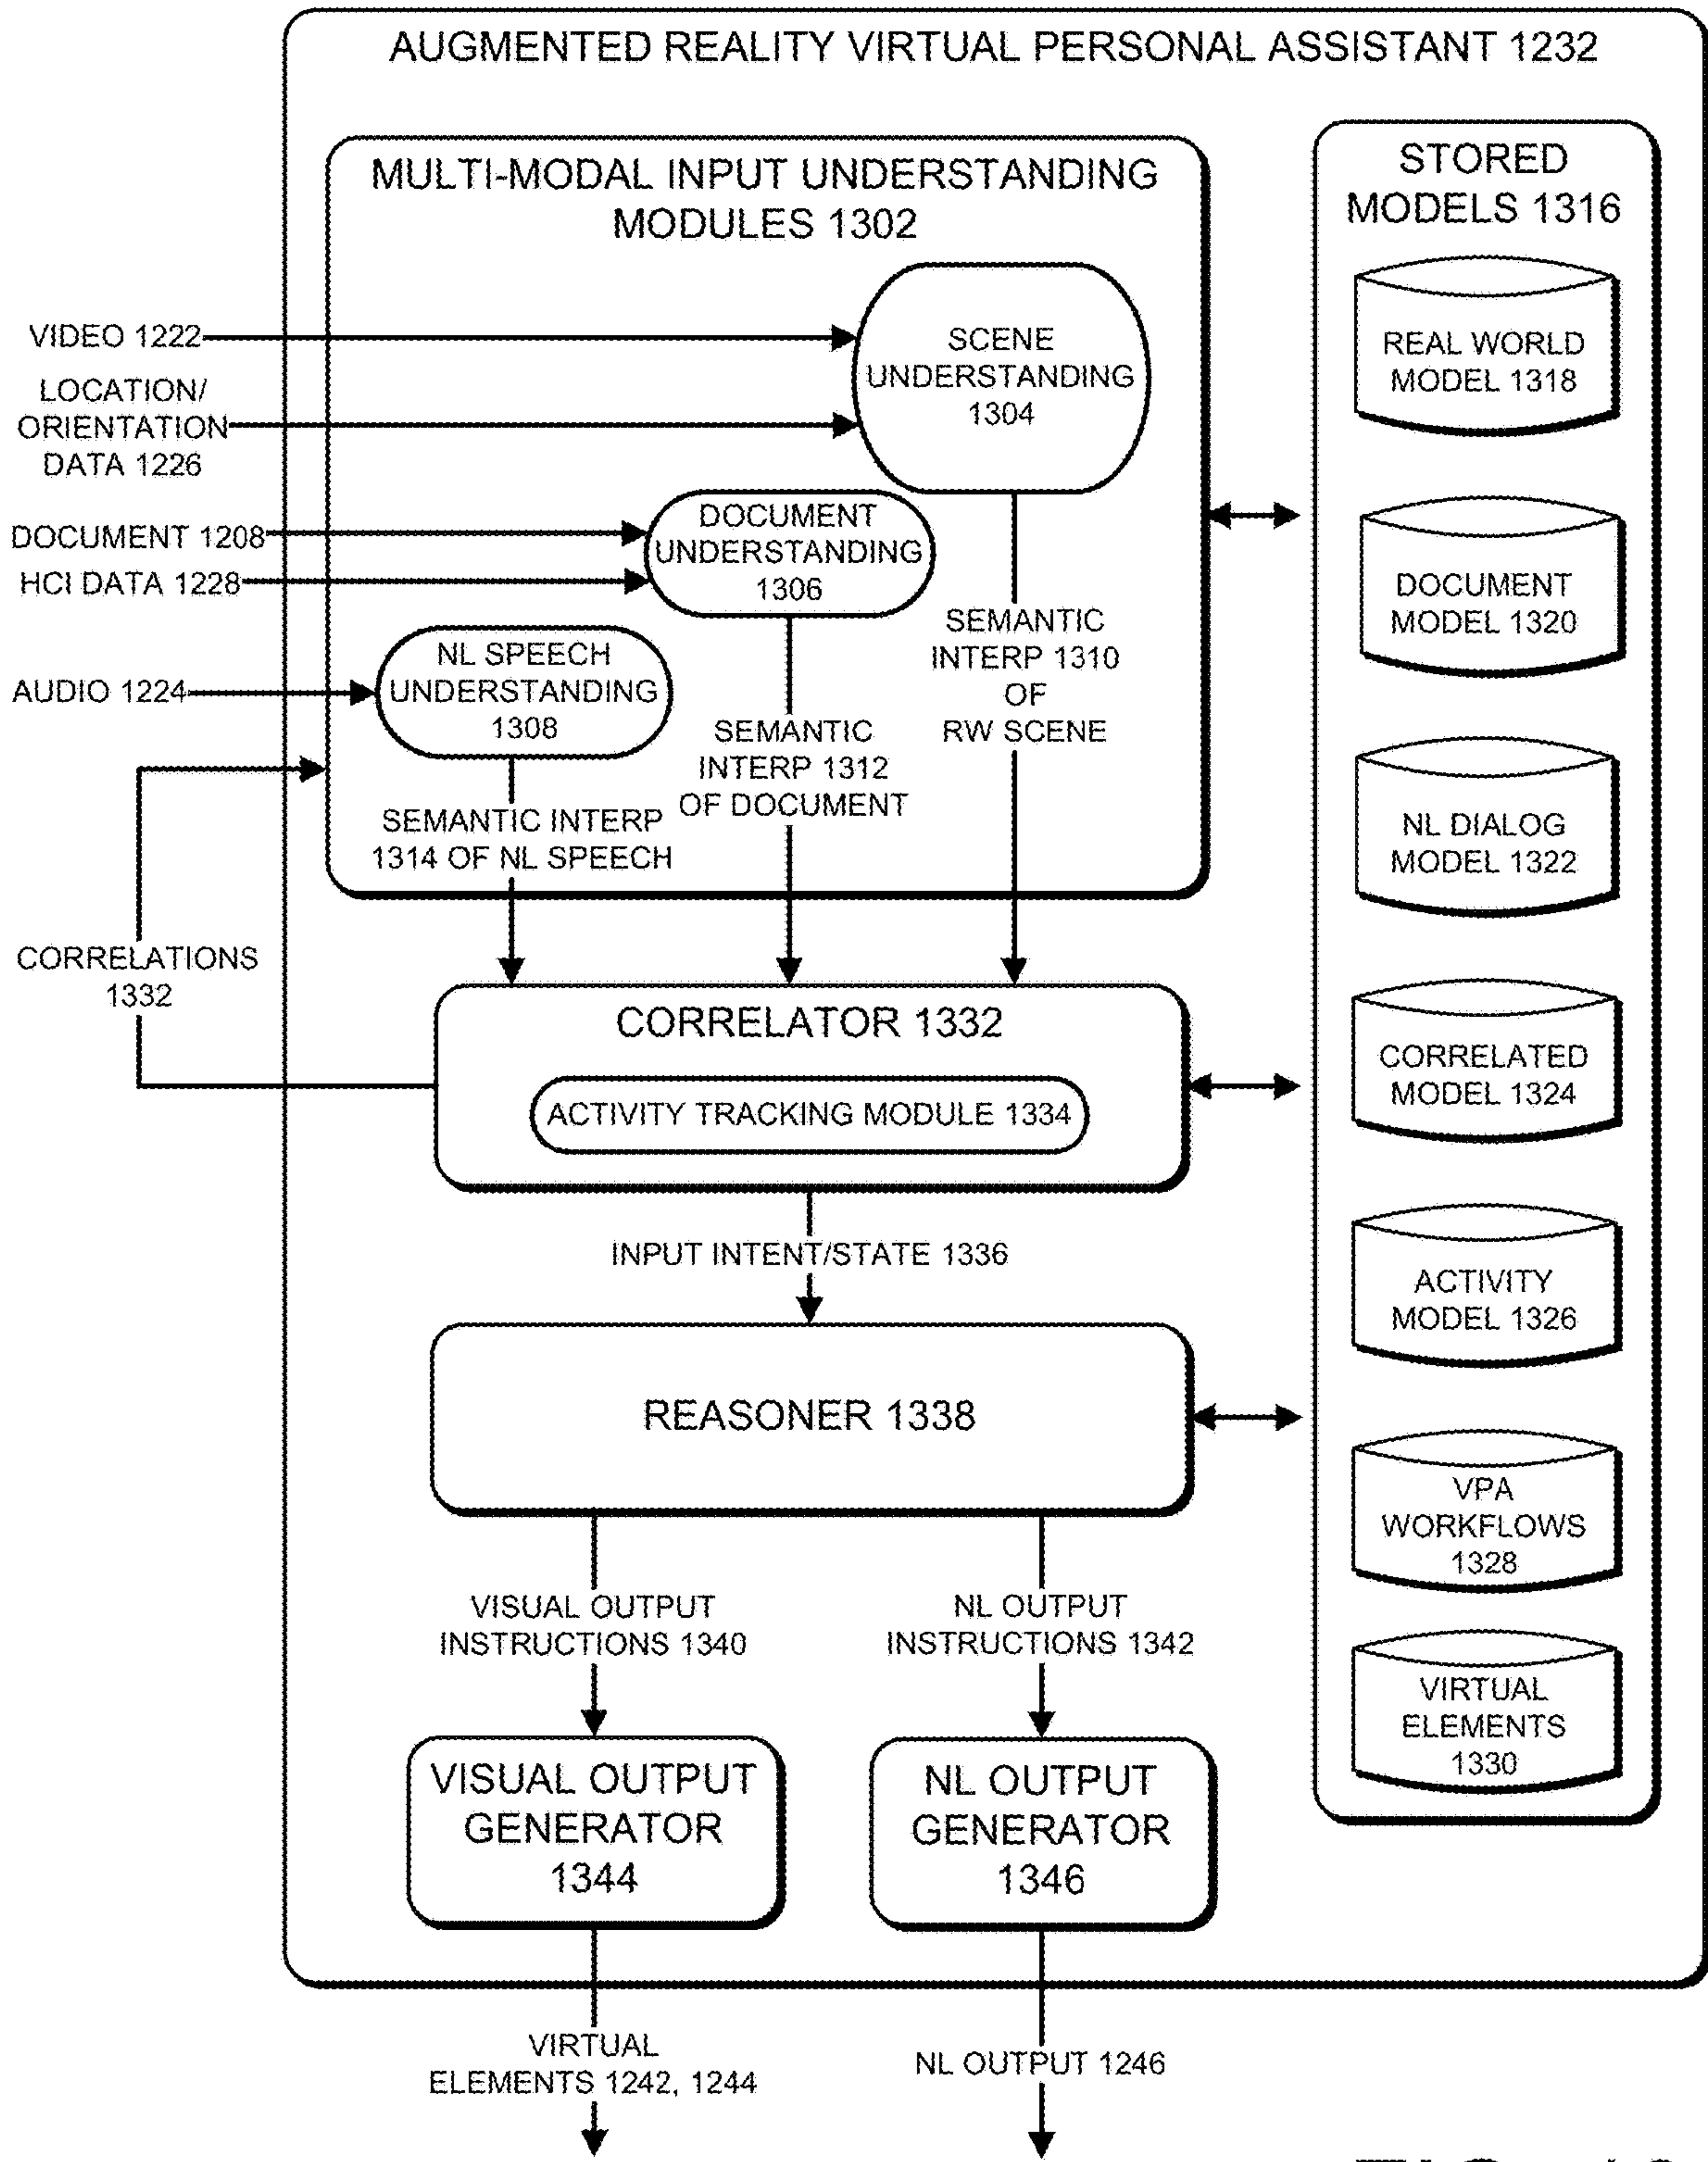 AUGMENTED REALITY VIRTUAL PERSONAL ASSISTANT 1232
MULTI-MODAL INPUT UNDERSTANDING
MODULES 1302
VIDEO 1222
LOCATION/
ORIENTATION
DATA 1226
DOCUMENT 1208
HCI DATA 1228
AUDIO 1224
SCENE
UNDERSTANDING
1304
DOCUMENT
UNDERSTANDING
1306
NL SPEECH
UNDERSTANDING
1308
SEMANTIC
INTERP 1310
OF
RW SCENE
SEMANTIC
INTERP 1312
OF DOCUMENT
SEMANTIC INTERP
1314 OF NL SPEECH
CORRELATIONS
1332
CORRELATOR 1332
ACTIVITY TRACKING MODULE 1334
INPUT INTENT/STATE 1336
REASONER 1338
VISUAL OUTPUT
INSTRUCTIONS 1340
NL OUTPUT
INSTRUCTIONS 1342
VISUAL OUTPUT
GENERATOR
1344
NL OUTPUT
GENERATOR
1346
VIRTUAL
ELEMENTS 1242, 1244
NL OUTPUT 1246
STORED
MODELS 1316
REAL WORLD
MODEL 1318
DOCUMENT
MODEL 1320
NL DIALOG
MODEL 1322
CORRELATED
MODEL 1324
ACTIVITY
MODEL 1326
VPA
WORKFLOWS
1328
VIRTUAL
ELEMENTS
1330